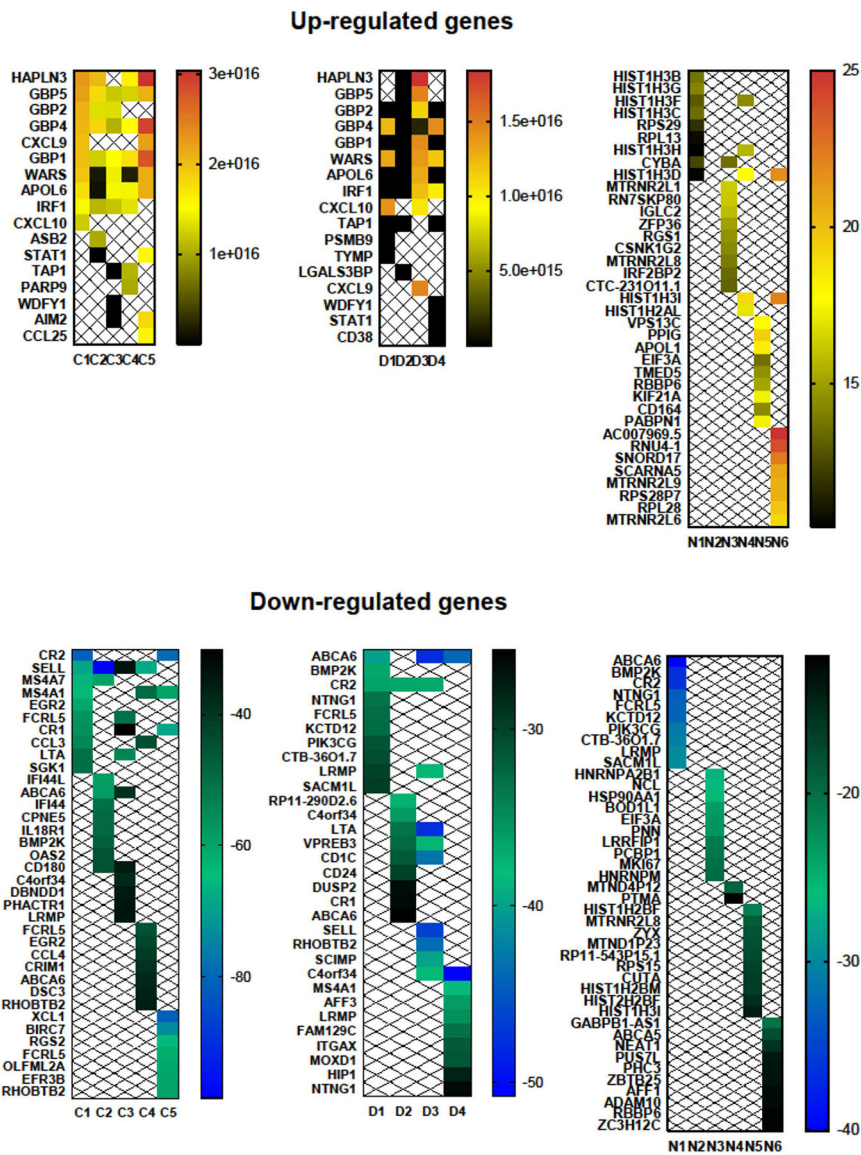 Up-regulated genes
HAPLN3
GBP5
GBP2
GBP4
CXCL9
GBP1
WARS
APOL6
IRF1
CXCL10
ASB2
STAT1
TAP1
PARP9
WDFY1
AIM2
CCL25
C1C2C3C4C5
3e+016
2e+016
1e+016
HAPLN3
GBP5
GBP2
GBP4
GBP1
WARS
APOL6
IRF1
CXCL10
TAP1
PSMB9
TYMP
LGALS3BP
CXCL9
WDFY1
STAT1
CD38
D1D2D3D4
1.5e+016
1.0e+016
5.0e+015
HIST1H3B
HIST1H3G
HIST1H3F
HIST1H3C
RPS29
RPL13
HIST1H3H
CYBA
HIST1H3D
MTRNR2L1
RN7SKP80
IGLC2
ZFP36
RGS1
CSNK1G2
MTRNR2L8
IRF2BP2
CTC-231O11.1
HIST1H3I
HIST1H2AL
VPS13C
PPIG
APOL1
EIF3A
TMED5
RBBP6
KIF21A
CD164
PABPN1
AC007969.5
RNU4-1
SNORD17
SCARNA5
MTRNR2L9
RPS28P7
RPL28
MTRNR2L6
N1N2N3N4N5N6
25
20
15
Down-regulated genes
CR2
SELL
MS4A7
MS4A1
EGR2
FCRL5
CR1
CCL3
LTA
SGK1
IFI44L
ABCA6
IFI44
CPNE5
IL18R1
BMP2K
OAS2
CD180
C4orf34
DBNDD1
PHACTR1
LRMP
FCRL5
EGR2
CCL4
CRIM1
ABCA6
DSC3
RHOBTB2
XCL1
BIRC7
RGS2
FCRL5
OLFML2A
EFR3B
RHOBTB2
C1 C2 C3 C4 C5
-40
-60
-80
ABCA6
BMP2K
CR2
NTNG1
FCRL5
KCTD12
PIK3CG
CTB-36O1.7
LRMP
SACM1L
RP11-290D2.6
C4orf34
LTA
VPREB3
CD1C
CD24
DUSP2
CR1
ABCA6
SELL
RHOBTB2
SCIMP
C4orf34
MS4A1
AFF3
LRMP
FAM129C
ITGAX
MOXD1
HIP1
NTNG1
D1 D2 D3 D4
-30
-40
-50
ABCA6
BMP2K
CR2
NTNG1
FCRL5
KCTD12
PIK3CG
CTB-36O1.7
LRMP
SACM1L
HNRNPA2B1
NCL
HSP90AA1
BOD1L1
EIF3A
PNN
LRRFIP1
PCBP1
MKI67
HNRNPM
MTND4P12
PTMA
HIST1H2BF
MTRNR2L8
ZYX
MTND1P23
RP11-543P15.1
RPS15
CUTA
HIST1H2BM
HIST2H2BF
HIST1H3I
GABPB1-AS1
ABCA5
NEAT1
PUS7L
PHC3
ZBTB25
AFF1
ADAM10
RBBP6
ZC3H12C
N1 N2 N3N4N5N6
-20
-30
-40